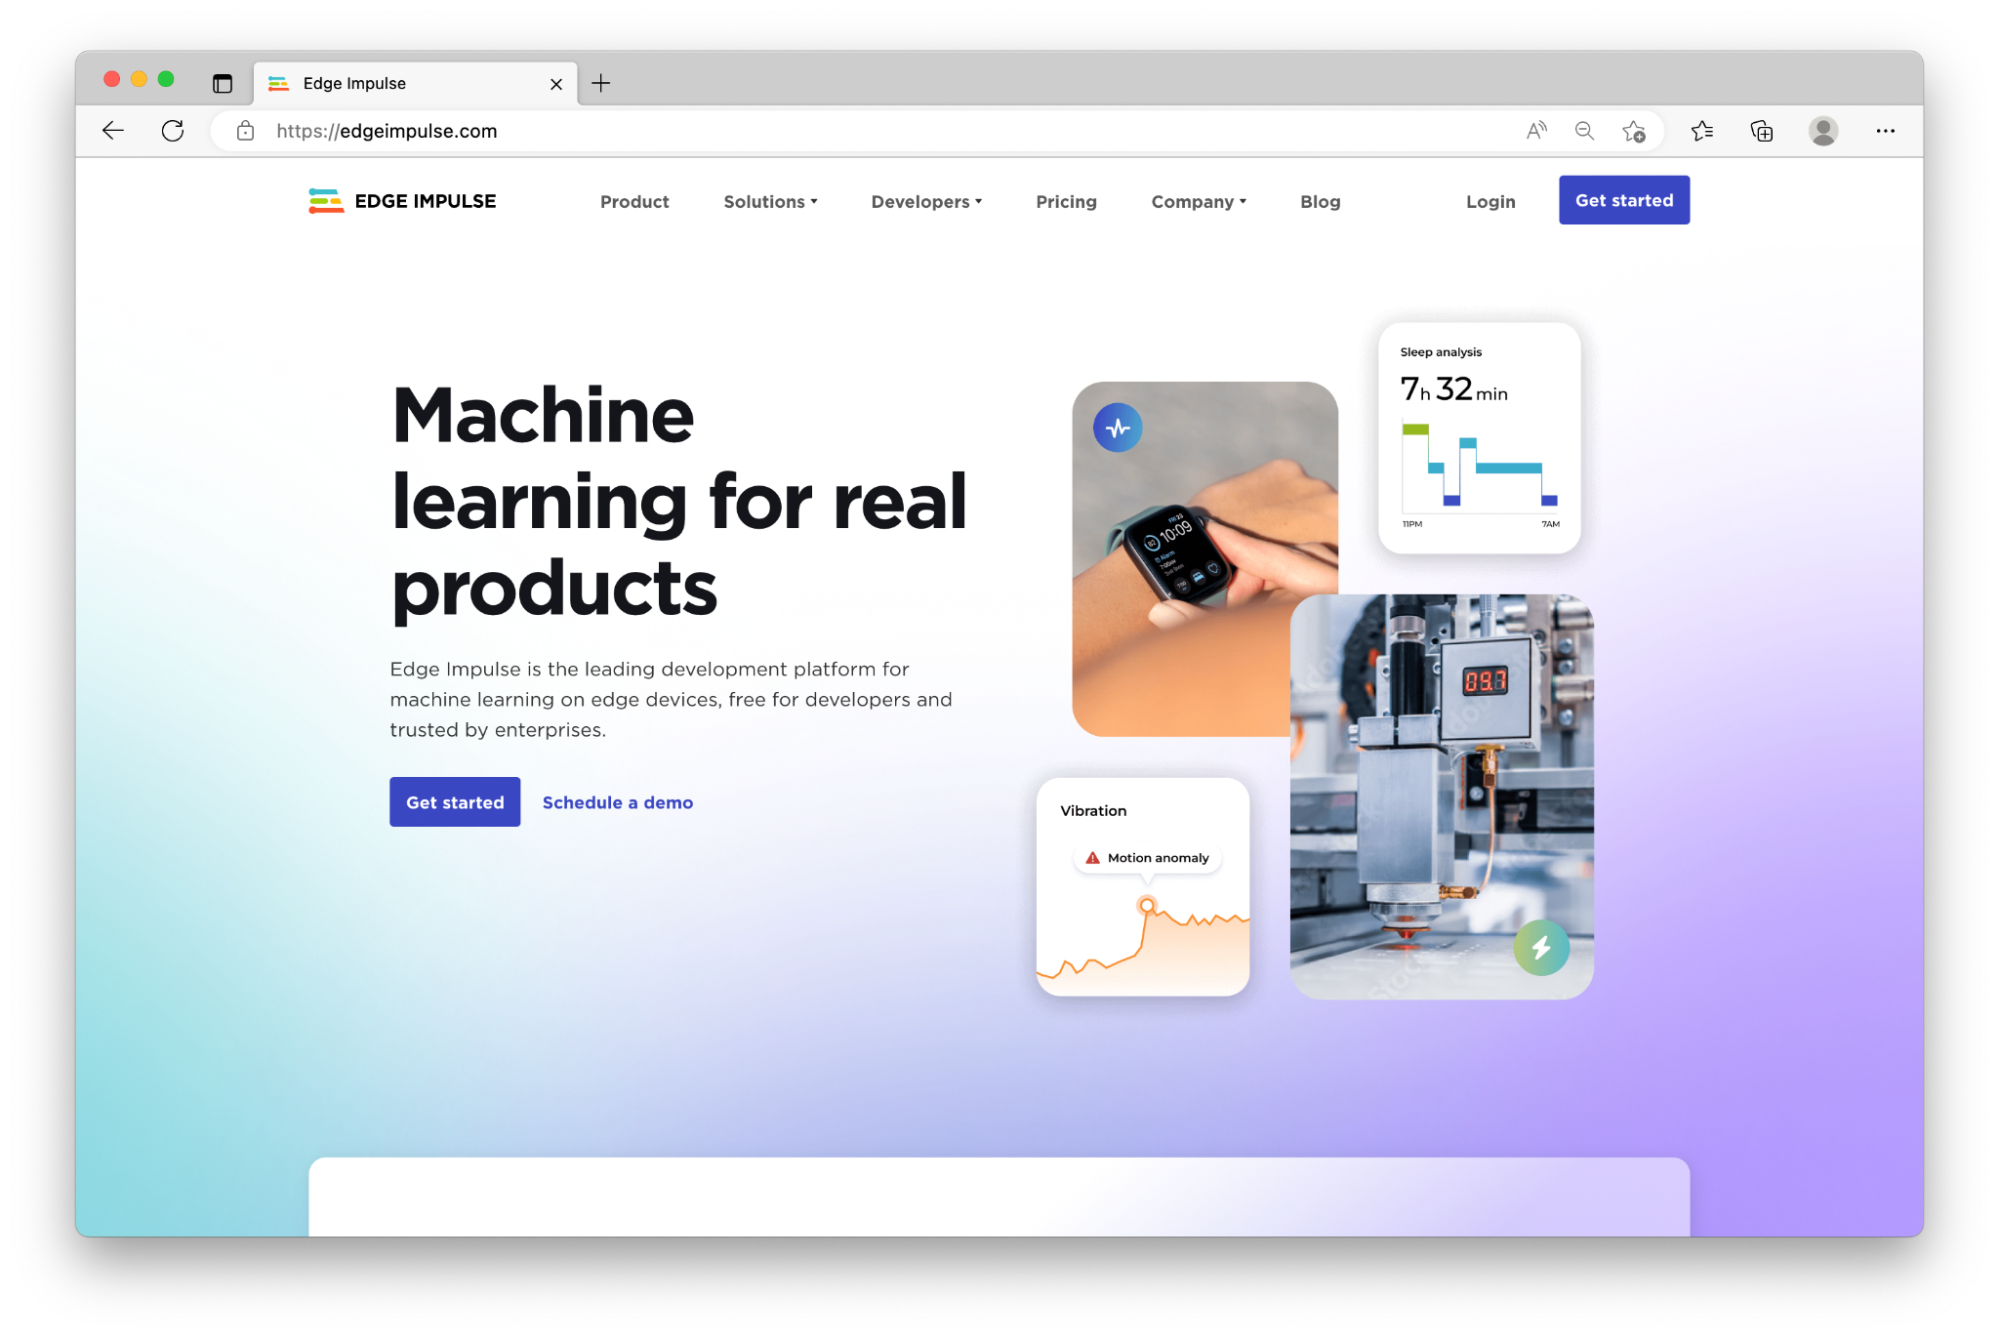 Edge Impulse
https://edgeimpulse.com
EDGE IMPULSE
Product
Solutions
Developers
Pricing
Company
Blog
Login
Get started
Machine
learning for real
products
Edge Impulse is the leading development platform for
machine learning on edge devices, free for developers and
trusted by enterprises.
Get started
Schedule a demo
Sleep analysis
7h 32min
11PM
7AM
FRI 23
10:09
Alarm
09.7
Vibration
Motion anomaly